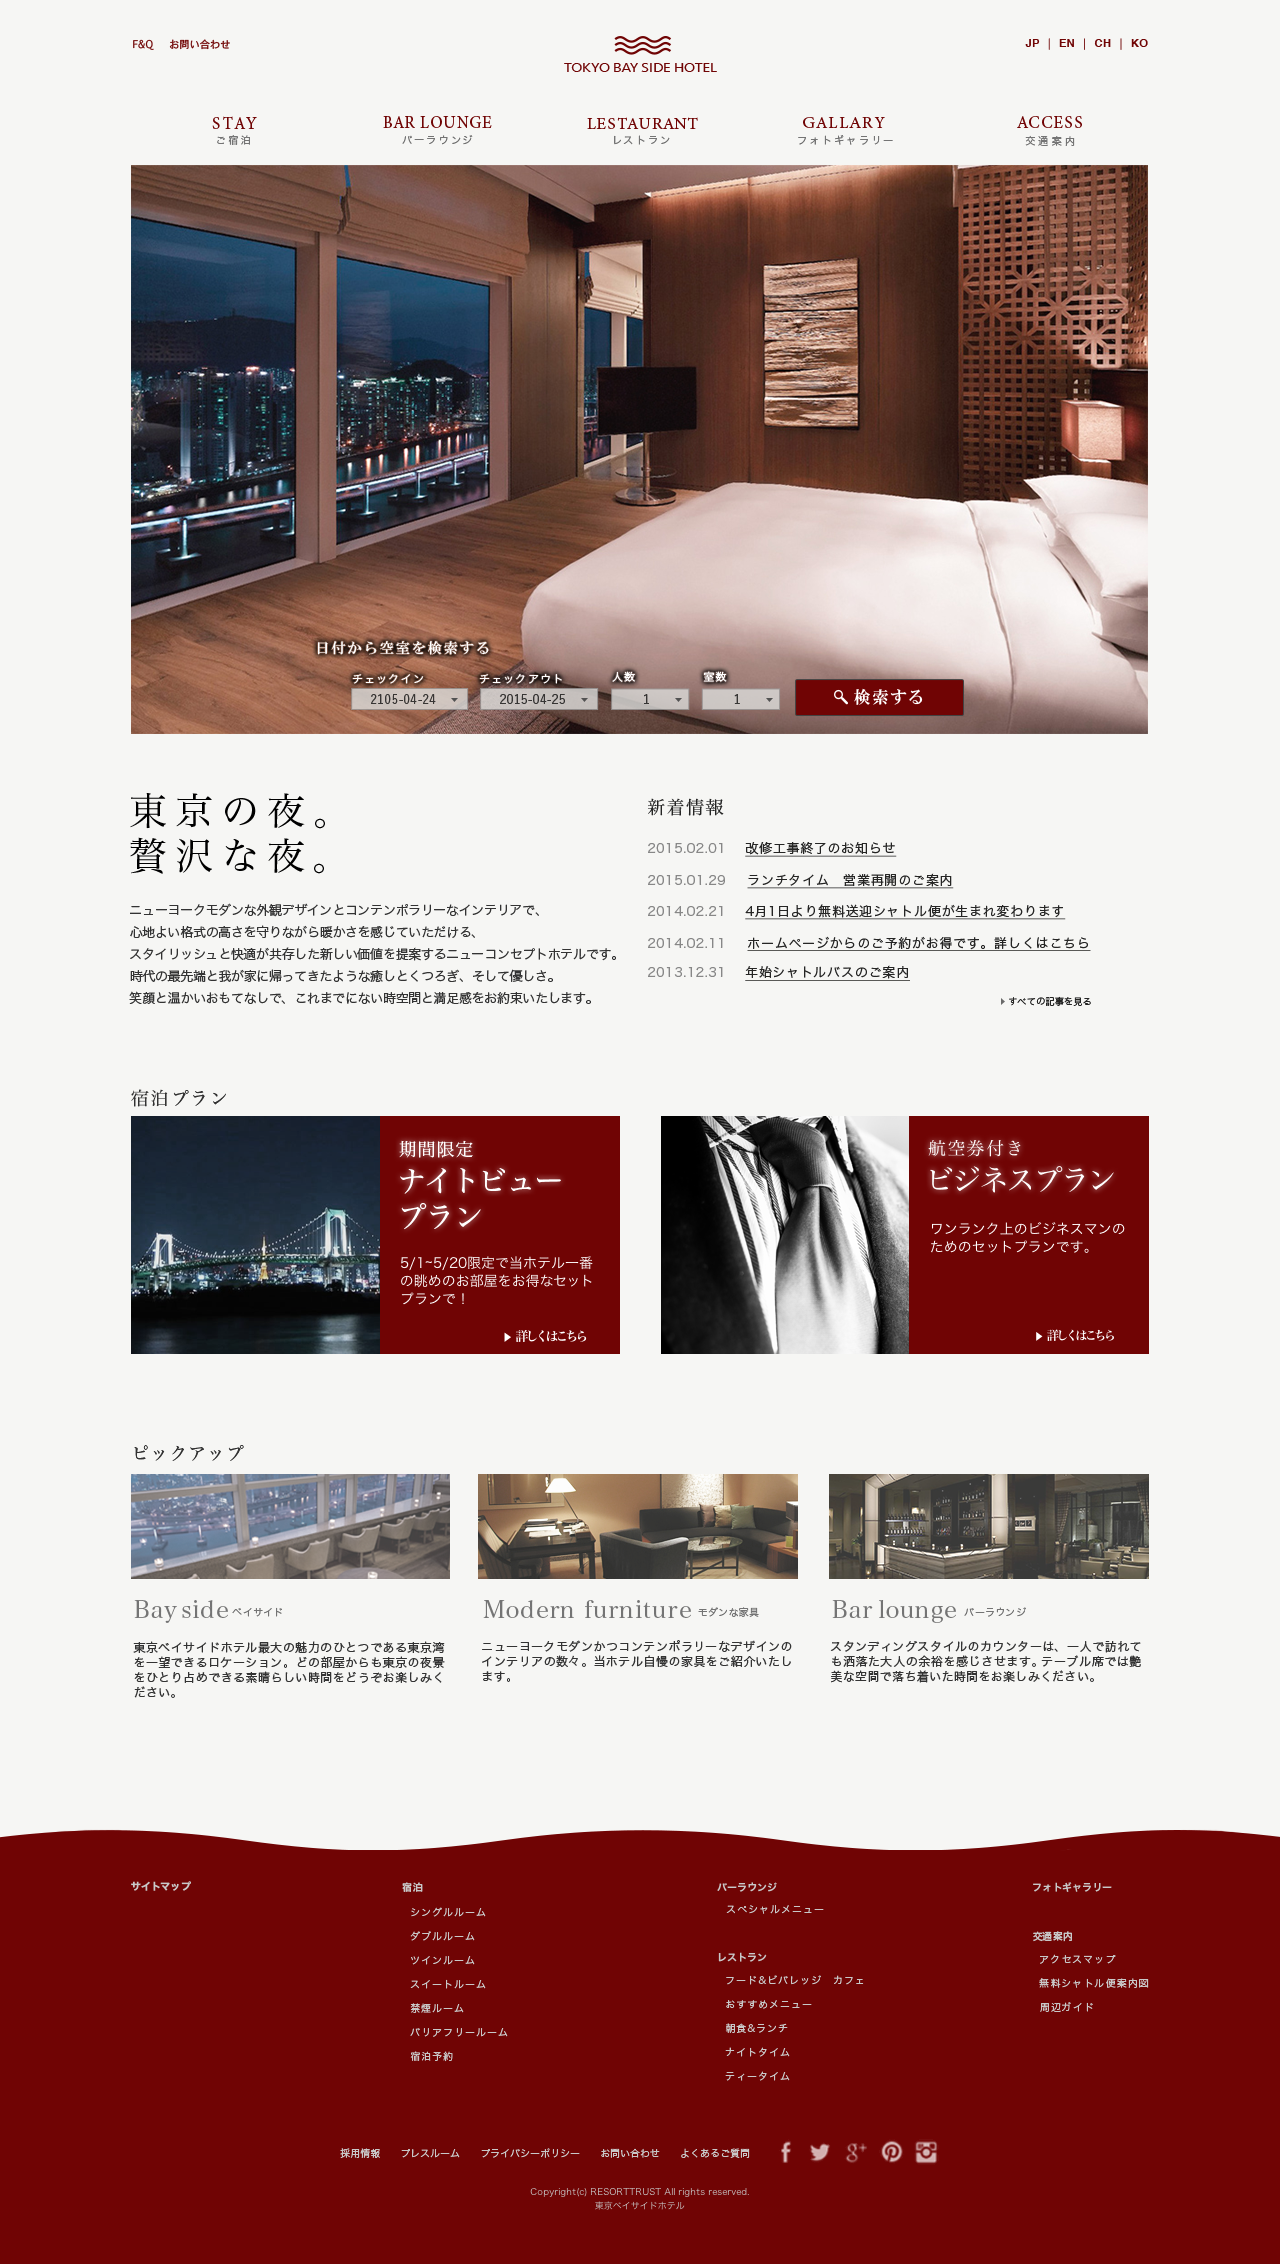 F&Q　お問い合わせ
TOKYO BAY SIDE HOTEL
JP ｜ EN ｜ CH ｜ KO
STAY
ご宿泊
BAR LOUNGE
バーラウンジ
LESTAURANT
レストラン
GALLARY
フォトギャラリー
ACCESS
交通案内
日付から空室を検索する
チェックイン　チェックアウト　人数　室数
2105-04-24　2015-04-25　1　1　検索する
東京の夜。
贅沢な夜。
ニューヨークモダンな外観デザインとコンテンポラリーなインテリアで、
心地よい格式の高さを守りながら暖かさを感じていただける、
スタイリッシュと快適が共存した新しい価値を提案するニューコンセプトホテルです。
時代の最先端と我が家に帰ってきたような癒しとくつろぎ、そして優しさ。
笑顔と温かいおもてなしで、これまでにない時空間と満足感をお約束いたします。
新着情報
2015.02.01　改修工事終了のお知らせ
2015.01.29　ランチタイム　営業再開のご案内
2014.02.21　4月1日より無料送迎シャトル便が生まれ変わります
2014.02.11　ホームページからのご予約がお得です。詳しくはこちら
2013.12.31　年始シャトルバスのご案内
すべての記事を見る
宿泊プラン
期間限定
ナイトビュー
プラン
5/1~5/20限定で当ホテル一番
の眺めのお部屋をお得なセット
プランで！
詳しくはこちら
航空券付き
ビジネスプラン
ワンランク上のビジネスマンの
ためのセットプランです。
詳しくはこちら
ピックアップ
Bay side ベイサイド
東京ベイサイドホテル最大の魅力のひとつである東京湾
を一望できるロケーション。どの部屋からも東京の夜景
をひとり占めできる素晴らしい時間をどうぞお楽しみく
ださい。
Modern furniture モダンな家具
ニューヨークモダンかつコンテンポラリーなデザインの
インテリアの数々。当ホテル自慢の家具をご紹介いたし
ます。
Bar lounge バーラウンジ
スタンディングスタイルのカウンターは、一人で訪れて
も洒落た大人の余裕を感じさせます。テーブル席では艶
美な空間で落ち着いた時間をお楽しみください。
サイトマップ
宿泊
シングルルーム
ダブルルーム
ツインルーム
スイートルーム
禁煙ルーム
バリアフリールーム
宿泊予約
バーラウンジ
スペシャルメニュー
レストラン
フード&ビバレッジ　カフェ
おすすめメニュー
朝食&ランチ
ナイトタイム
ティータイム
フォトギャラリー
交通案内
アクセスマップ
無料シャトル便案内図
周辺ガイド
採用情報　プレスルーム　プライバシーポリシー　お問い合わせ　よくあるご質問
Copyright(c) RESORTTRUST All rights reserved.
東京ベイサイドホテル